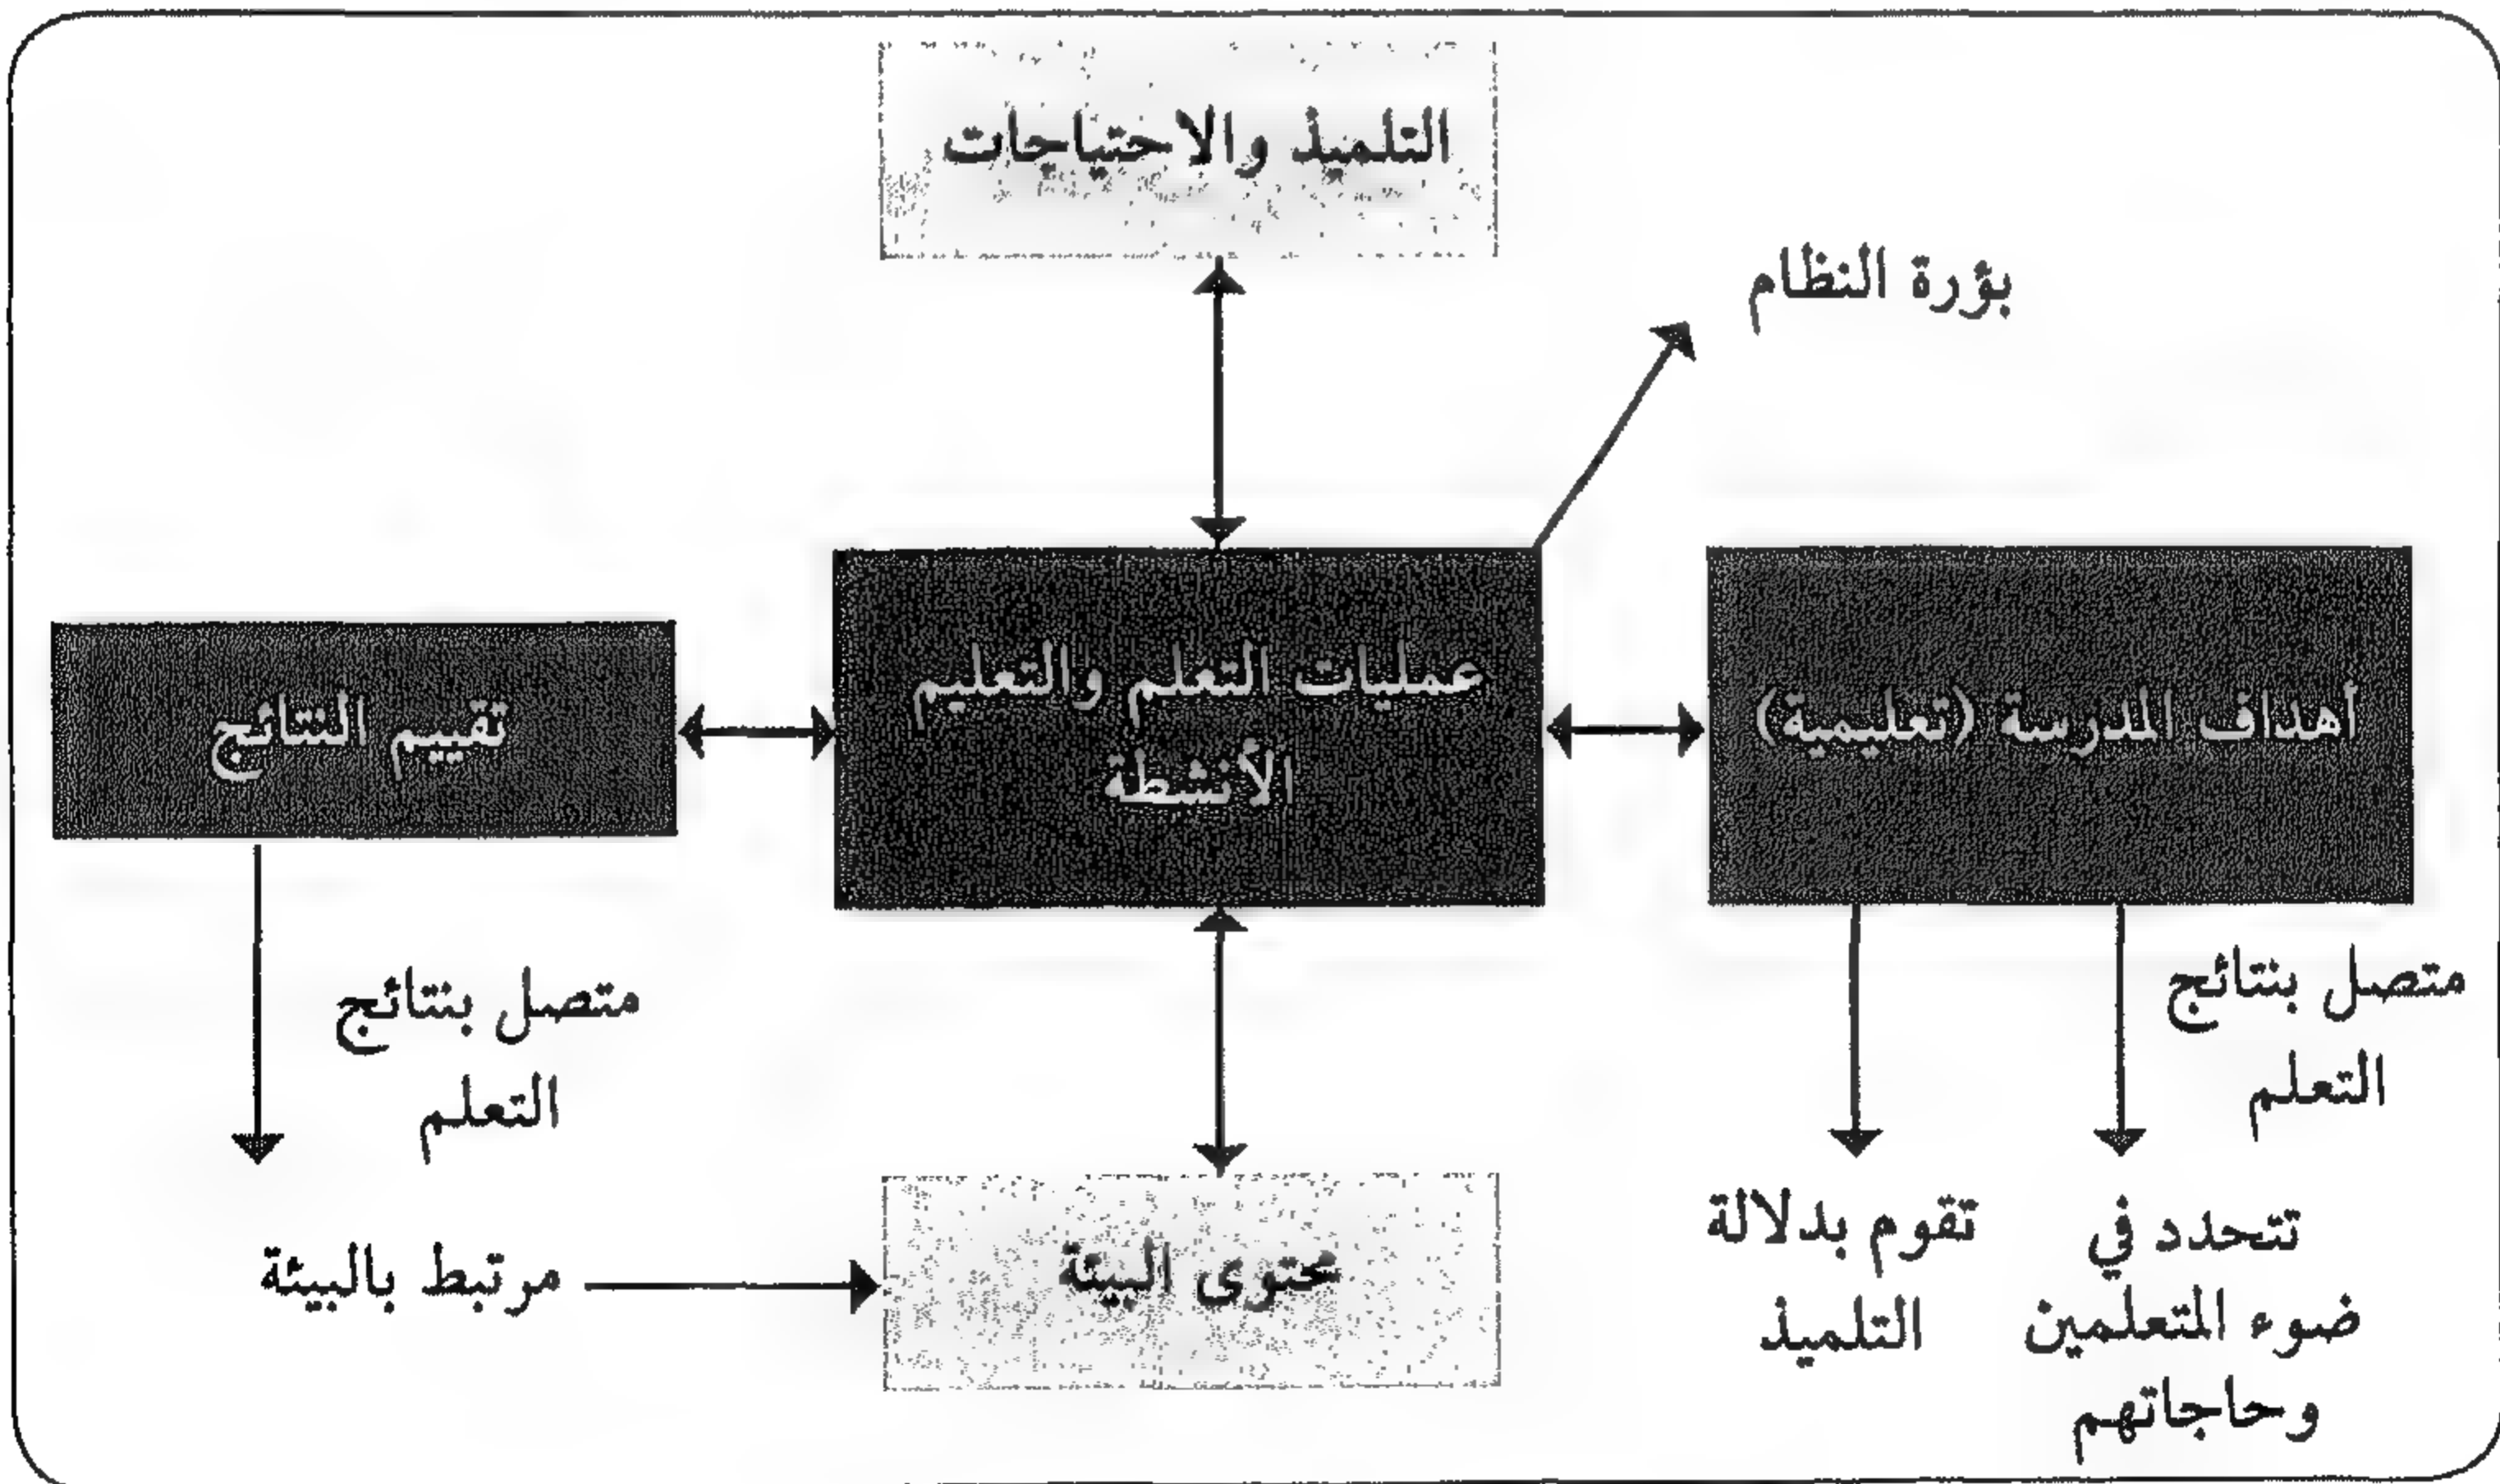 التلميذ والاحتياجات
بؤرة النظام
أهداف المدرسة (تعليمية)
عمليات التعلم والتعليم
الأنشطة
تقييم النتائج
متصل بنتائج
التعلم
متصل بنتائج
التعلم
تتحدد في
ضوء المتعلمين
وحاجاتهم
تقوم بدلالة
التلميذ
محتوى البيئة
مرتبط بالبيئة